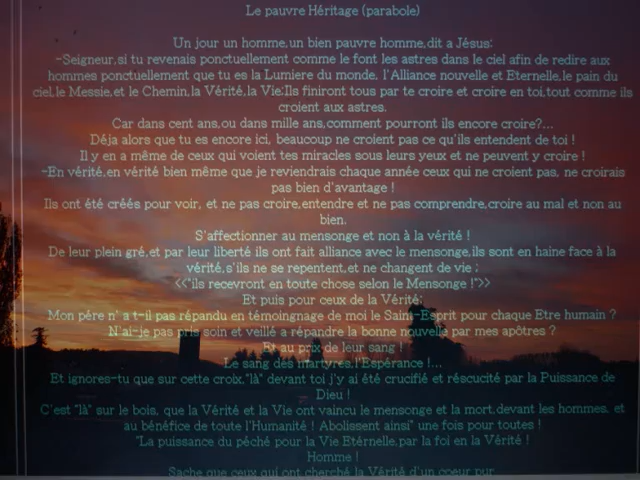 Le pauvre Héritage (parabole)
Un jour un homme,un bien pauvre homme,dit a Jésus:
-Seigneur,si tu revenais ponctuellement comme le font les astres dans le ciel afin de redire aux
hommes ponctuellement que tu es la Lumiere du monde, l'Alliance nouvelle et Eternelle,le pain du
ciel,le Messie,et le Chemin,la Vérité,la Vie;Ils finiront tous par te croire et croire en toi,tout comme ils
croient aux astres.
Car dans cent ans,ou dans mille ans,comment pourront ils encore croire?...
Déja alors que tu es encore ici, beaucoup ne croient pas ce qu'ils entendent de toi !
Il y en a même de ceux qui voient tes miracles sous leurs yeux et ne peuvent y croire !
-En vérité,en vérité bien même que je reviendrais chaque année ceux qui ne croient pas, ne croirais
pas bien d'avantage !
Ils ont été créés pour voir, et ne pas croire,entendre et ne pas comprendre,croire au mal et non au
bien.
S'affectionner au mensonge et non à la vérité !
De leur plein gré,et par leur liberté ils ont fait alliance avec le mensonge,ils sont en haine face à la
vérité,s'ils ne se repentent,et ne changent de vie ;
<<"ils recevront en toute chose selon le Mensonge !">>
Et puis pour ceux de la Vérité;
Mon pére n' a t-il pas répandu en témoingnage de moi le Saint-Esprit pour chaque Etre humain ?
N'ai-je pas pris soin et veillé a répandre la bonne nouvelle par mes apôtres ?
Et au prix de leur sang !
Le sang des martyres,l'Espérance !...
Et ignores-tu que sur cette croix,"là" devant toi j'y ai été crucifié et réscucité par la Puissance de
Dieu !
C'est "là" sur le bois, que la Vérité et la Vie ont vaincu le mensonge et la mort,devant les hommes, et
au bénéfice de toute l'Humanité ! Abolissent ainsi" une fois pour toutes !
"La puissance du péché pour la Vie Etérnelle,par la foi en la Vérité !
Homme !
Sache que ceux qui ont cherché la Vérité d'un coeur pur